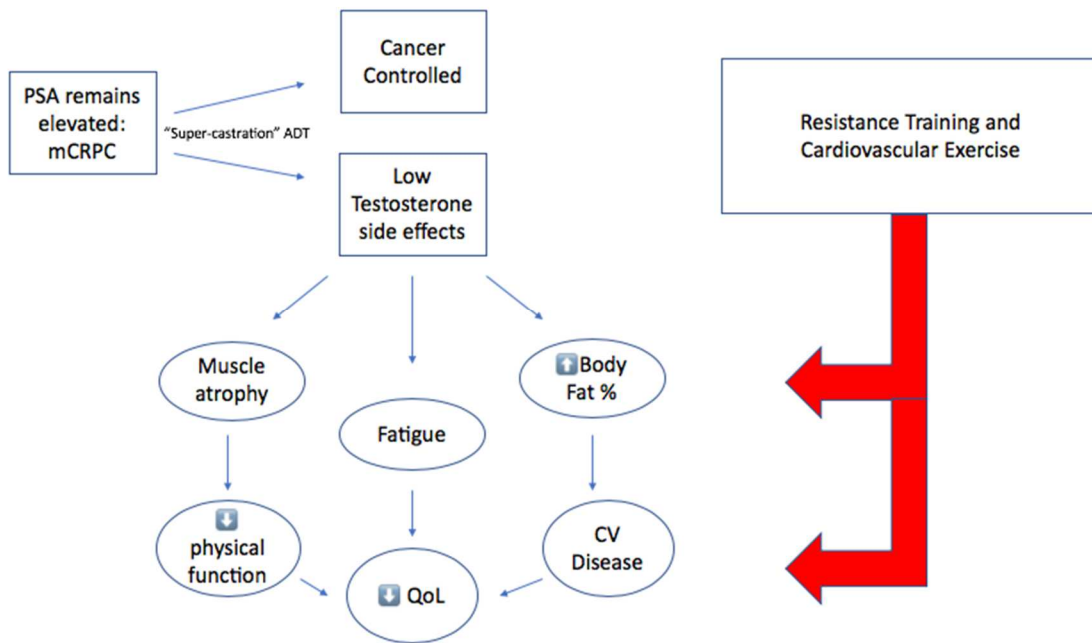 Cancer
Controlled
PSA remains
elevated:
mCRPC
"Super-castration" ADT
Resistance Training and
Cardiovascular Exercise
Low
Testosterone
side effects
Muscle
atrophy
Fatigue
⬆Body
Fat %
⬇
physical
function
⬇ QoL
CV
Disease